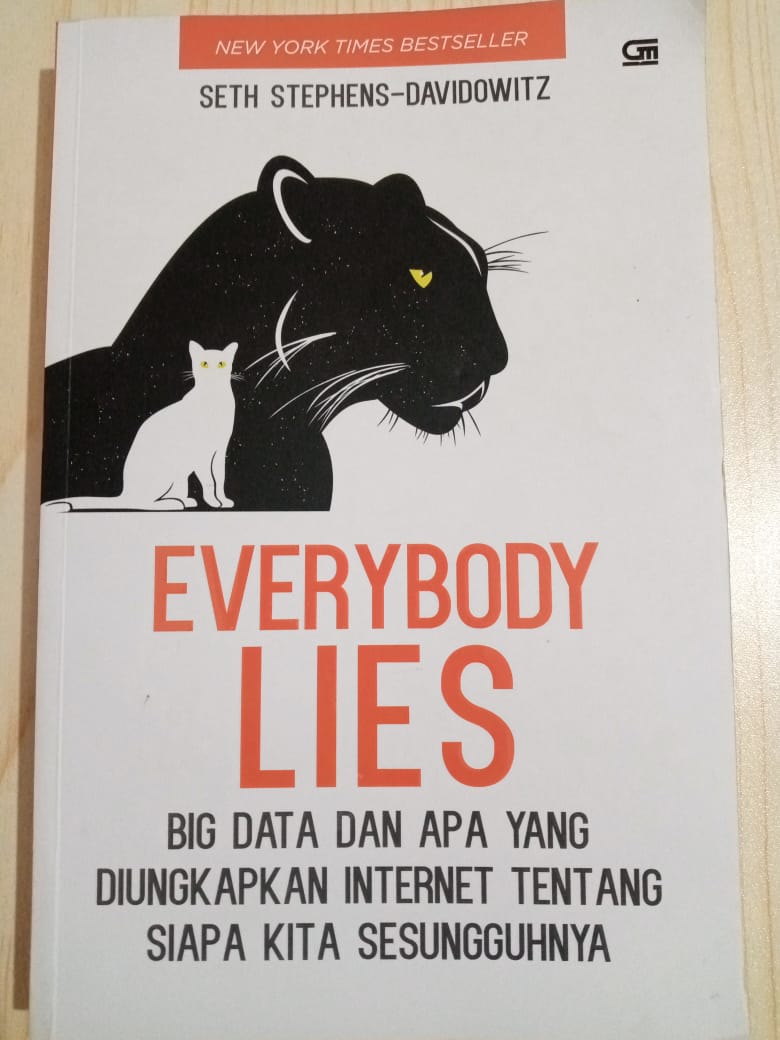 NEW YORK TIMES BESTSELLER
GM
SETH STEPHENS-DAVIDOWITZ
EVERYBODY
LIES
BIG DATA DAN APA YANG
DIUNGKAPKAN INTERNET TENTANG
SIAPA KITA SESUNGGUHNYA